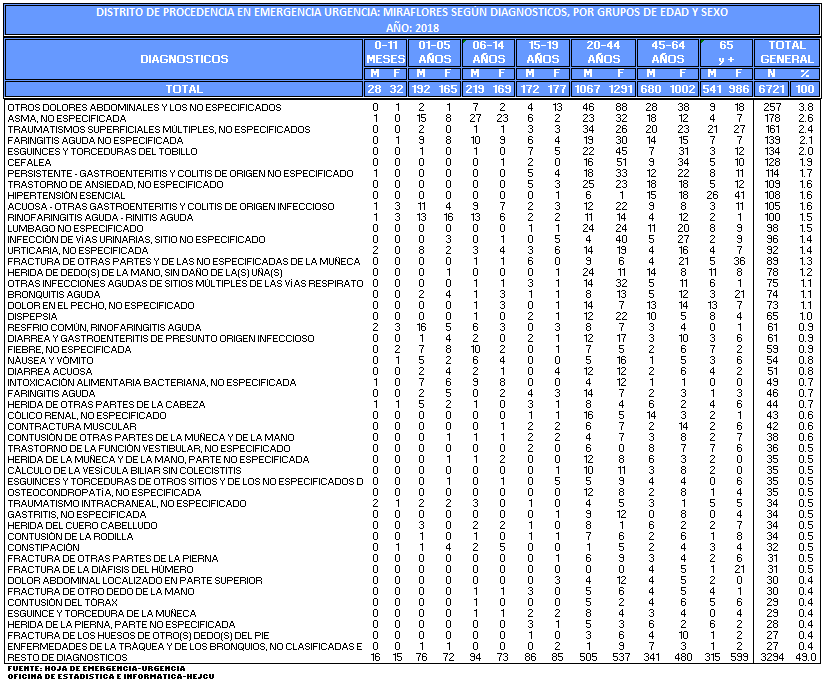 DISTRITO DE PROCEDENCIA EN EMERGENCIA URGENCIA: MIRAFLORES SEGÚN DIAGNOSTICOS, POR GRUPOS DE EDAD Y SEXO
AÑO: 2018
DIAGNOSTICOS 0-11 MESES 01-05 AÑOS 06-14 AÑOS 15-19 AÑOS 20-44 AÑOS 45-64 AÑOS 65 y + TOTAL GENERAL
M F M F M F M F M F M F M F N %
TOTAL 28 32 192 165 219 169 172 177 1067 1291 680 1002 541 986 6721 100
OTROS DOLORES ABDOMINALES Y LOS NO ESPECIFICADOS 0 1 2 1 7 2 4 13 46 88 28 38 9 18 257 3.8
ASMA, NO ESPECIFICADA 1 0 15 8 27 23 6 2 23 32 18 12 4 7 178 2.6
TRAUMATISMOS SUPERFICIALES MÚLTIPLES, NO ESPECIFICADOS 0 0 2 0 1 1 3 3 34 26 20 23 21 27 161 2.4
FARINGITIS AGUDA NO ESPECIFICADA 0 1 9 8 10 9 6 4 19 30 14 15 7 7 139 2.1
ESGUINCES Y TORCEDURAS DEL TOBILLO 0 0 0 1 0 1 7 5 22 45 7 31 3 12 134 2.0
CEFALEA 0 0 0 0 0 0 2 0 16 51 9 34 5 10 128 1.9
PERSISTENTE - GASTROENTERITIS Y COLITIS DE ORIGEN NO ESPECIFICADO 1 0 0 0 0 0 5 4 18 33 12 22 8 11 114 1.7
TRASTORNO DE ANSIEDAD, NO ESPECIFICADO 0 0 0 0 0 0 5 3 25 23 18 18 5 12 109 1.6
HIPERTENSIÓN ESENCIAL 0 0 0 0 0 0 0 0 6 1 15 18 26 41 108 1.6
ACUOSA - OTRAS GASTROENTERITIS Y COLITIS DE ORIGEN INFECCIOSO 1 3 11 4 9 7 2 3 12 22 9 8 3 11 105 1.6
RINOFARINGITIS AGUDA - RINITIS AGUDA 1 3 13 16 13 6 2 2 11 14 4 12 2 1 100 1.5
LUMBAGO NO ESPECIFICADO 0 0 0 0 0 0 1 1 24 24 11 20 8 9 98 1.5
INFECCIÓN DE VÍAS URINARIAS, SITIO NO ESPECIFICADO 0 0 0 3 0 1 0 5 4 40 5 27 2 9 96 1.4
URTICARIA, NO ESPECIFICADA 2 0 8 2 3 4 3 6 14 19 4 16 4 7 92 1.4
FRACTURA DE OTRAS PARTES Y DE LAS NO ESPECIFICADAS DE LA MUÑECA 0 0 0 0 1 1 6 0 9 6 4 21 5 36 89 1.3
HERIDA DE DEDO(S) DE LA MANO, SIN DAÑO DE LA(S) UÑA(S) 0 0 0 1 0 0 0 1 24 11 14 8 11 8 78 1.2
OTRAS INFECCIONES AGUDAS DE SITIOS MÚLTIPLES DE LAS VÍAS RESPIRATO 0 0 0 0 1 1 3 1 14 32 5 11 6 1 75 1.1
BRONQUITIS AGUDA 0 0 2 4 1 3 1 1 8 13 5 12 3 21 74 1.1
DOLOR EN EL PECHO, NO ESPECIFICADO 0 0 0 0 1 3 0 1 14 7 13 14 13 7 73 1.1
DISPEPSIA 0 0 0 0 1 0 1 2 12 22 10 5 8 4 65 1.0
RESFRIO COMÚN, RINOFARINGITIS AGUDA 2 3 16 5 6 3 0 3 8 7 3 4 0 1 61 0.9
DIARREA Y GASTROENTERITIS DE PRESUNTO ORIGEN INFECCIOSO 0 0 1 4 2 0 1 2 12 17 3 10 3 6 61 0.9
FIEBRE, NO ESPECIFICADA 0 2 7 8 10 2 0 1 7 5 2 6 7 2 59 0.9
NÁUSEA Y VÓMITO 0 1 5 2 6 4 0 0 5 16 1 5 3 6 54 0.8
DIARREA ACUOSA 0 0 2 4 2 1 0 4 12 12 2 6 4 2 51 0.8
INTOXICACIÓN ALIMENTARIA BACTERIANA, NO ESPECIFICADA 1 0 7 6 9 8 0 0 4 12 1 1 0 0 49 0.7
FARINGITIS AGUDA 0 0 2 5 0 2 4 3 14 7 2 3 1 3 46 0.7
HERIDA DE OTRAS PARTES DE LA CABEZA 1 1 5 2 1 0 3 1 8 4 6 2 4 6 44 0.7
CÓLICO RENAL, NO ESPECIFICADO 0 0 0 0 0 0 1 1 16 5 14 3 2 1 43 0.6
CONTRACTURA MUSCULAR 0 0 0 0 0 0 2 2 6 7 2 14 2 6 42 0.6
CONTUSIÓN DE OTRAS PARTES DE LA MUÑECA Y DE LA MANO 0 0 0 1 1 1 2 2 4 7 3 8 2 7 38 0.6
TRASTORNO DE LA FUNCIÓN VESTIBULAR, NO ESPECIFICADO 0 0 0 0 0 0 2 0 6 0 8 7 7 6 36 0.5
HERIDA DE LA MUÑECA Y DE LA MANO, PARTE NO ESPECIFICADA 0 0 0 1 1 2 0 0 12 8 6 3 2 0 35 0.5
CÁLCULO DE LA VESÍCULA BILIAR SIN COLECISTITIS 0 0 0 0 0 0 0 1 10 11 3 8 2 0 35 0.5
ESGUINCES Y TORCEDURAS DE OTROS SITIOS Y DE LOS NO ESPECIFICADOS D 0 0 0 1 0 1 0 5 5 9 4 4 0 6 35 0.5
OSTEOCONDROPATÍA, NO ESPECIFICADA 0 0 0 0 0 0 0 0 12 8 2 8 1 4 35 0.5
TRAUMATISMO INTRACRANEAL, NO ESPECIFICADO 2 1 2 2 3 0 1 0 4 5 3 1 5 5 34 0.5
GASTRITIS, NO ESPECIFICADA 0 0 0 0 0 0 0 1 9 12 0 8 0 4 34 0.5
HERIDA DEL CUERO CABELLUDO 0 0 3 0 2 2 1 0 8 1 6 2 2 7 34 0.5
CONTUSIÓN DE LA RODILLA 0 0 1 0 1 0 1 1 7 6 2 6 1 8 34 0.5
CONSTIPACIÓN 0 1 1 4 2 5 0 0 1 5 2 4 3 4 32 0.5
FRACTURA DE OTRAS PARTES DE LA PIERNA 0 0 0 0 0 0 0 1 6 9 3 4 2 6 31 0.5
FRACTURA DE LA DIÁFISIS DEL HÚMERO 0 0 0 0 0 0 0 0 0 0 4 5 1 21 31 0.5
DOLOR ABDOMINAL LOCALIZADO EN PARTE SUPERIOR 0 0 0 0 0 0 0 3 4 12 4 5 2 0 30 0.4
FRACTURA DE OTRO DEDO DE LA MANO 0 0 0 0 1 1 3 0 5 6 4 5 4 1 30 0.4
CONTUSIÓN DEL TÓRAX 0 0 0 0 1 0 0 0 5 2 4 6 5 6 29 0.4
ESGUINCE Y TORCEDURA DE LA MUÑECA 0 0 0 0 1 1 2 2 8 4 3 4 0 4 29 0.4
HERIDA DE LA PIERNA, PARTE NO ESPECIFICADA 0 0 0 0 0 0 3 1 5 3 6 2 6 2 28 0.4
FRACTURA DE LOS HUESOS DE OTRO(S) DEDO(S) DEL PIE 0 0 0 0 0 0 1 0 3 6 4 10 1 2 27 0.4
ENFERMEDADES DE LA TRÁQUEA Y DE LOS BRONQUIOS, NO CLASIFICADAS E 0 0 1 1 0 0 0 2 1 9 7 3 1 2 27 0.4
RESTO DE DIAGNOSTICOS 16 15 76 72 94 73 86 85 505 537 341 480 315 599 3294 49.0
FUENTE: HOJA DE EMERGENCIA-URGENCIA
OFICINA DE ESTADISTICA E INFORMATICA-HEJCU